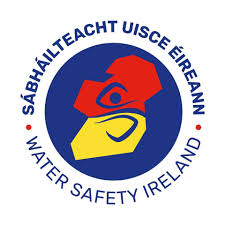 SÁBHÁILTEACHT UISCE ÉIREANN
• WATER SAFETY IRELAND •